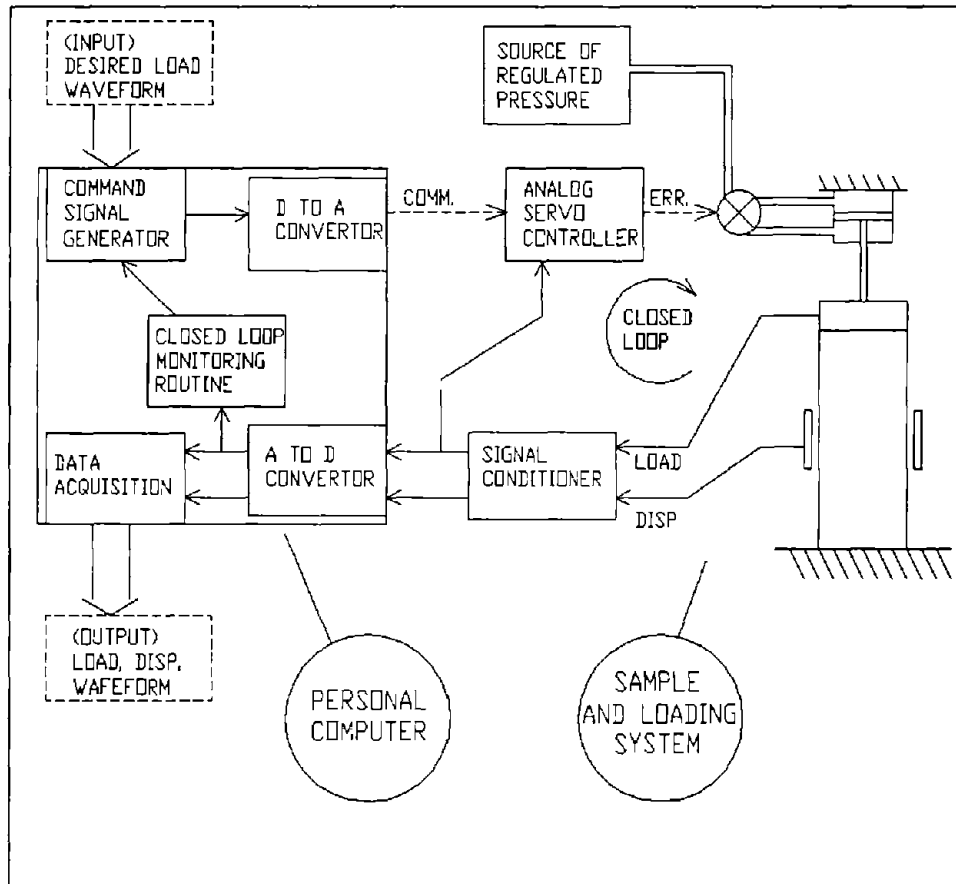 (INPUT)
DESIRED LOAD
WAVEFORM
SOURCE OF
REGULATED
PRESSURE
COMMAND
SIGNAL
GENERATOR
D TO A
CONVERTOR
COMM.
ANALOG
SERVO
CONTROLLER
ERR.
CLOSED LOOP
MONITORING
ROUTINE
CLOSED
LOOP
DATA
ACQUISITION
A TO D
CONVERTOR
SIGNAL
CONDITIONER
LOAD
DISP
(OUTPUT)
LOAD, DISP.
WAFEFORM
PERSONAL
COMPUTER
SAMPLE
AND LOADING
SYSTEM